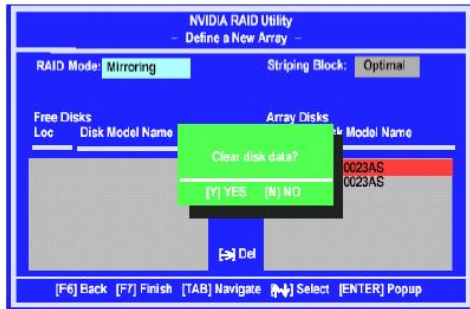 NVIDIA RAID Utility
– Define a New Array –
RAID Mode: Mirroring Striping Block: Optimal
Free Disks Array Disks
Loc Disk Model Name k Model Name
Clear disk data?
0023AS
[Y] YES [N] NO
0023AS
Del
[F6] Back [F7] Finish [TAB] Navigate Select [ENTER] Popup